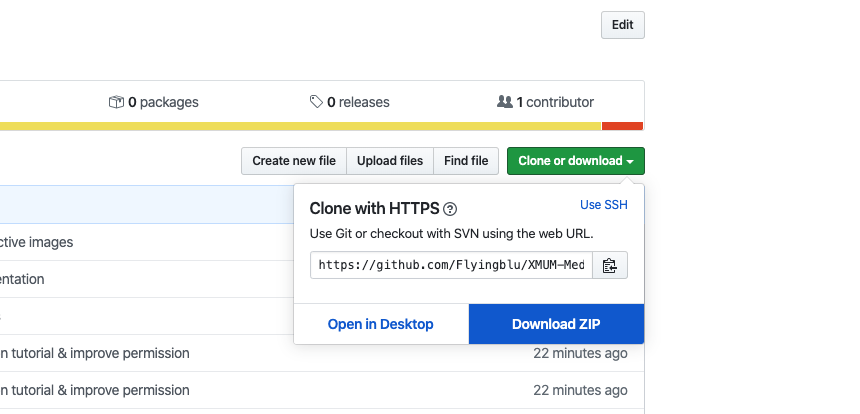 Edit
0 packages
0 releases
1 contributor
Create new file
Upload files
Find file
Clone or download
Clone with HTTPS
Use SSH
Use Git or checkout with SVN using the web URL.
https://github.com/Flyingblu/XMUM-Med
Open in Desktop
Download ZIP
ctive images
entation
n tutorial & improve permission
22 minutes ago
n tutorial & improve permission
22 minutes ago